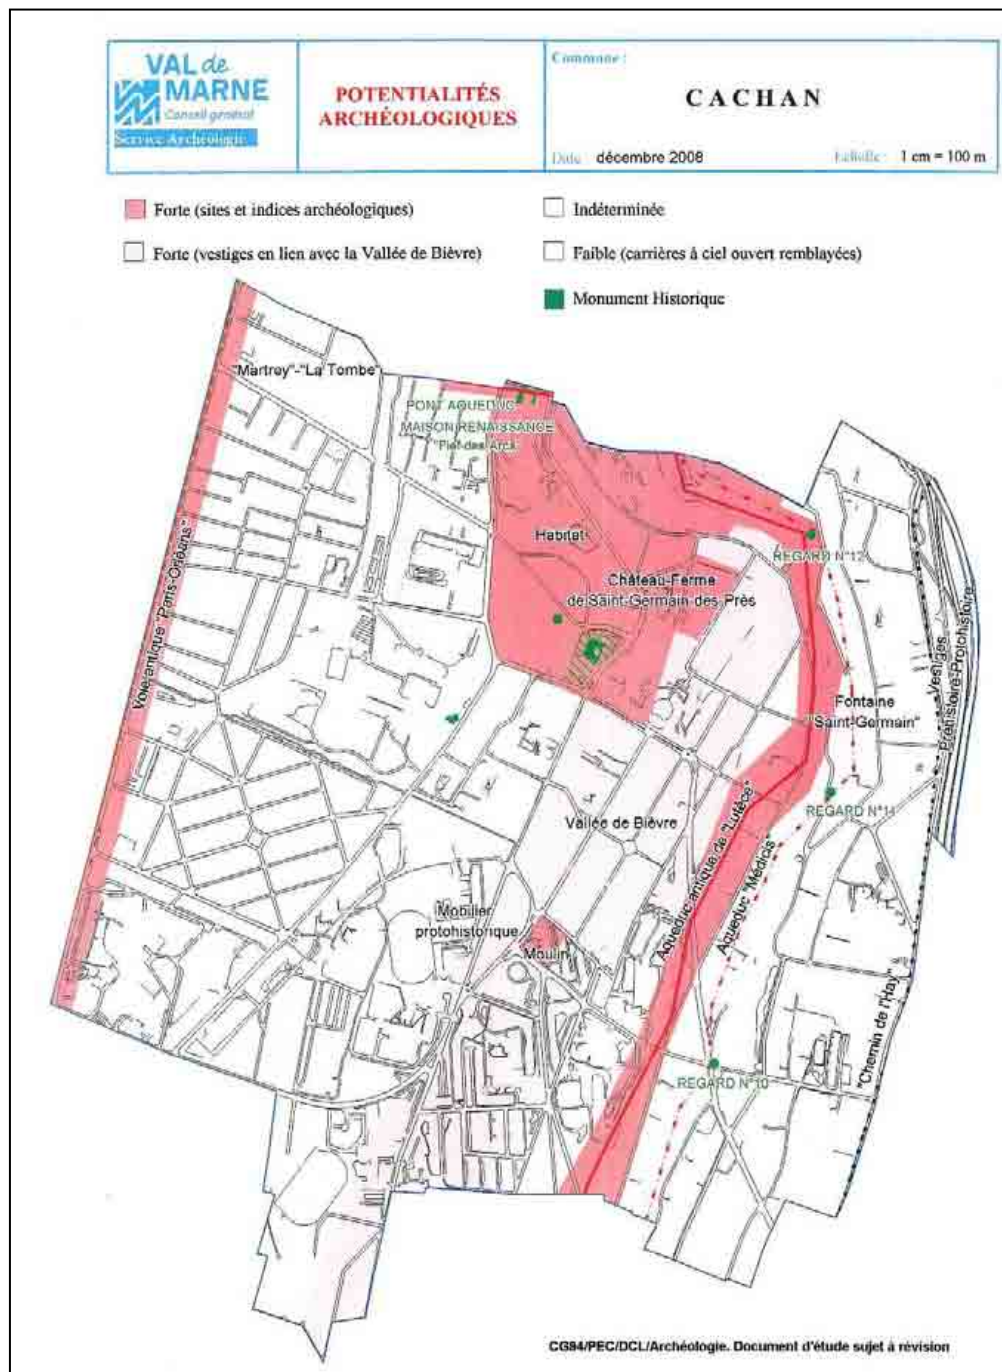 VAL de
MARNE
Conseil général
Service Archéologie
POTENTIALITÉS
ARCHÉOLOGIQUES
Commune :
CACHAN
Date : décembre 2008
Echelle : 1 cm = 100 m
Forte (sites et indices archéologiques)
Indéterminée
Forte (vestiges en lien avec la Vallée de Bièvre)
Faible (carrières à ciel ouvert remblayées)
Monument Historique
"Martrey"-"La Tombe"
PONT AQUEDUC
MAISON RENAISSANCE
"Fief des Arcs"
Voie antique "Paris-Orléans"
Habitat
REGARD N°12
Château-Ferme
de Saint-Germain des Près
Vestiges
Préhistoire-Protohistoire
Fontaine
"Saint-Germain"
REGARD N°11
Vallée de Bièvre
Aqueduc antique de "Lutèce"
Aqueduc "Médicis"
Mobilier
protohistorique
Moulin
"Chemin de l'Hay"
REGARD N°10
CG94/PEC/DCL/Archéologie. Document d'étude sujet à révision